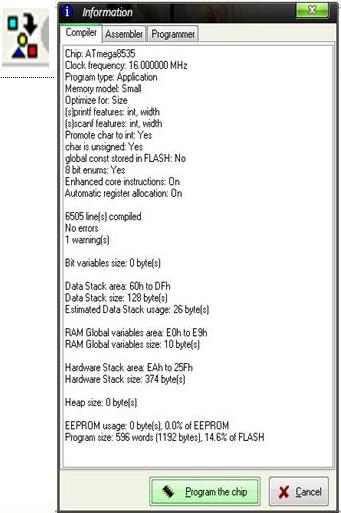 Information
Compiler Assembler Programmer
Chip: ATmega8535
Clock frequency: 16.000000 MHz
Program type: Application
Memory model: Small
Optimize for: Size
(s)printf features: int, width
(s)scanf features: int, width
Promote char to int: Yes
char is unsigned: Yes
global const stored in FLASH: No
8 bit enums: Yes
Enhanced core instructions: On
Automatic register allocation: On
6505 line(s) compiled
No errors
1 warning(s)
Bit variables size: 0 byte(s)
Data Stack area: 60h to DFh
Data Stack size: 128 byte(s)
Estimated Data Stack usage: 26 byte(s)
RAM Global variables area: E0h to E9h
RAM Global variables size: 10 byte(s)
Hardware Stack area: EAh to 25Fh
Hardware Stack size: 374 byte(s)
Heap size: 0 byte(s)
EEPROM usage: 0 byte(s), 0.0% of EEPROM
Program size: 596 words (1192 bytes), 14.6% of FLASH
Program the chip Cancel